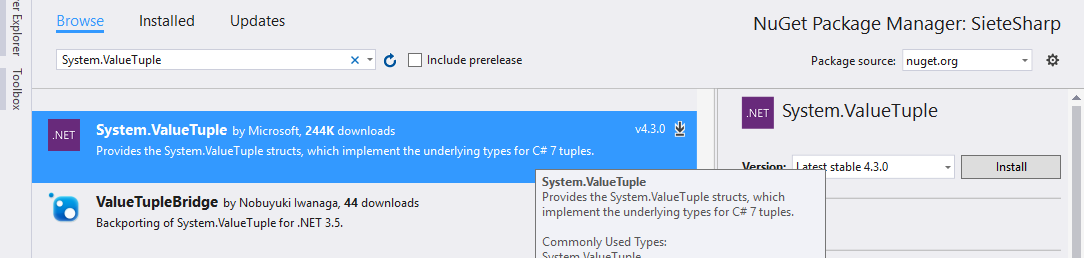 er Explorer
Toolbox
Browse
Installed
Updates
NuGet Package Manager: SieteSharp
System.ValueTuple
Include prerelease
Package source: nuget.org
.NET
System.ValueTuple by Microsoft, 244K downloads
v4.3.0
Provides the System.ValueTuple structs, which implement the underlying types for C# 7 tuples.
ValueTupleBridge by Nobuyuki Iwanaga, 44 downloads
Backporting of System.ValueTuple for .NET 3.5.
.NET
System.ValueTuple
Version: Latest stable 4.3.0
Install
System.ValueTuple
Provides the System.ValueTuple structs, which
implement the underlying types for C# 7 tuples.
Commonly Used Types:
System.ValueTuple